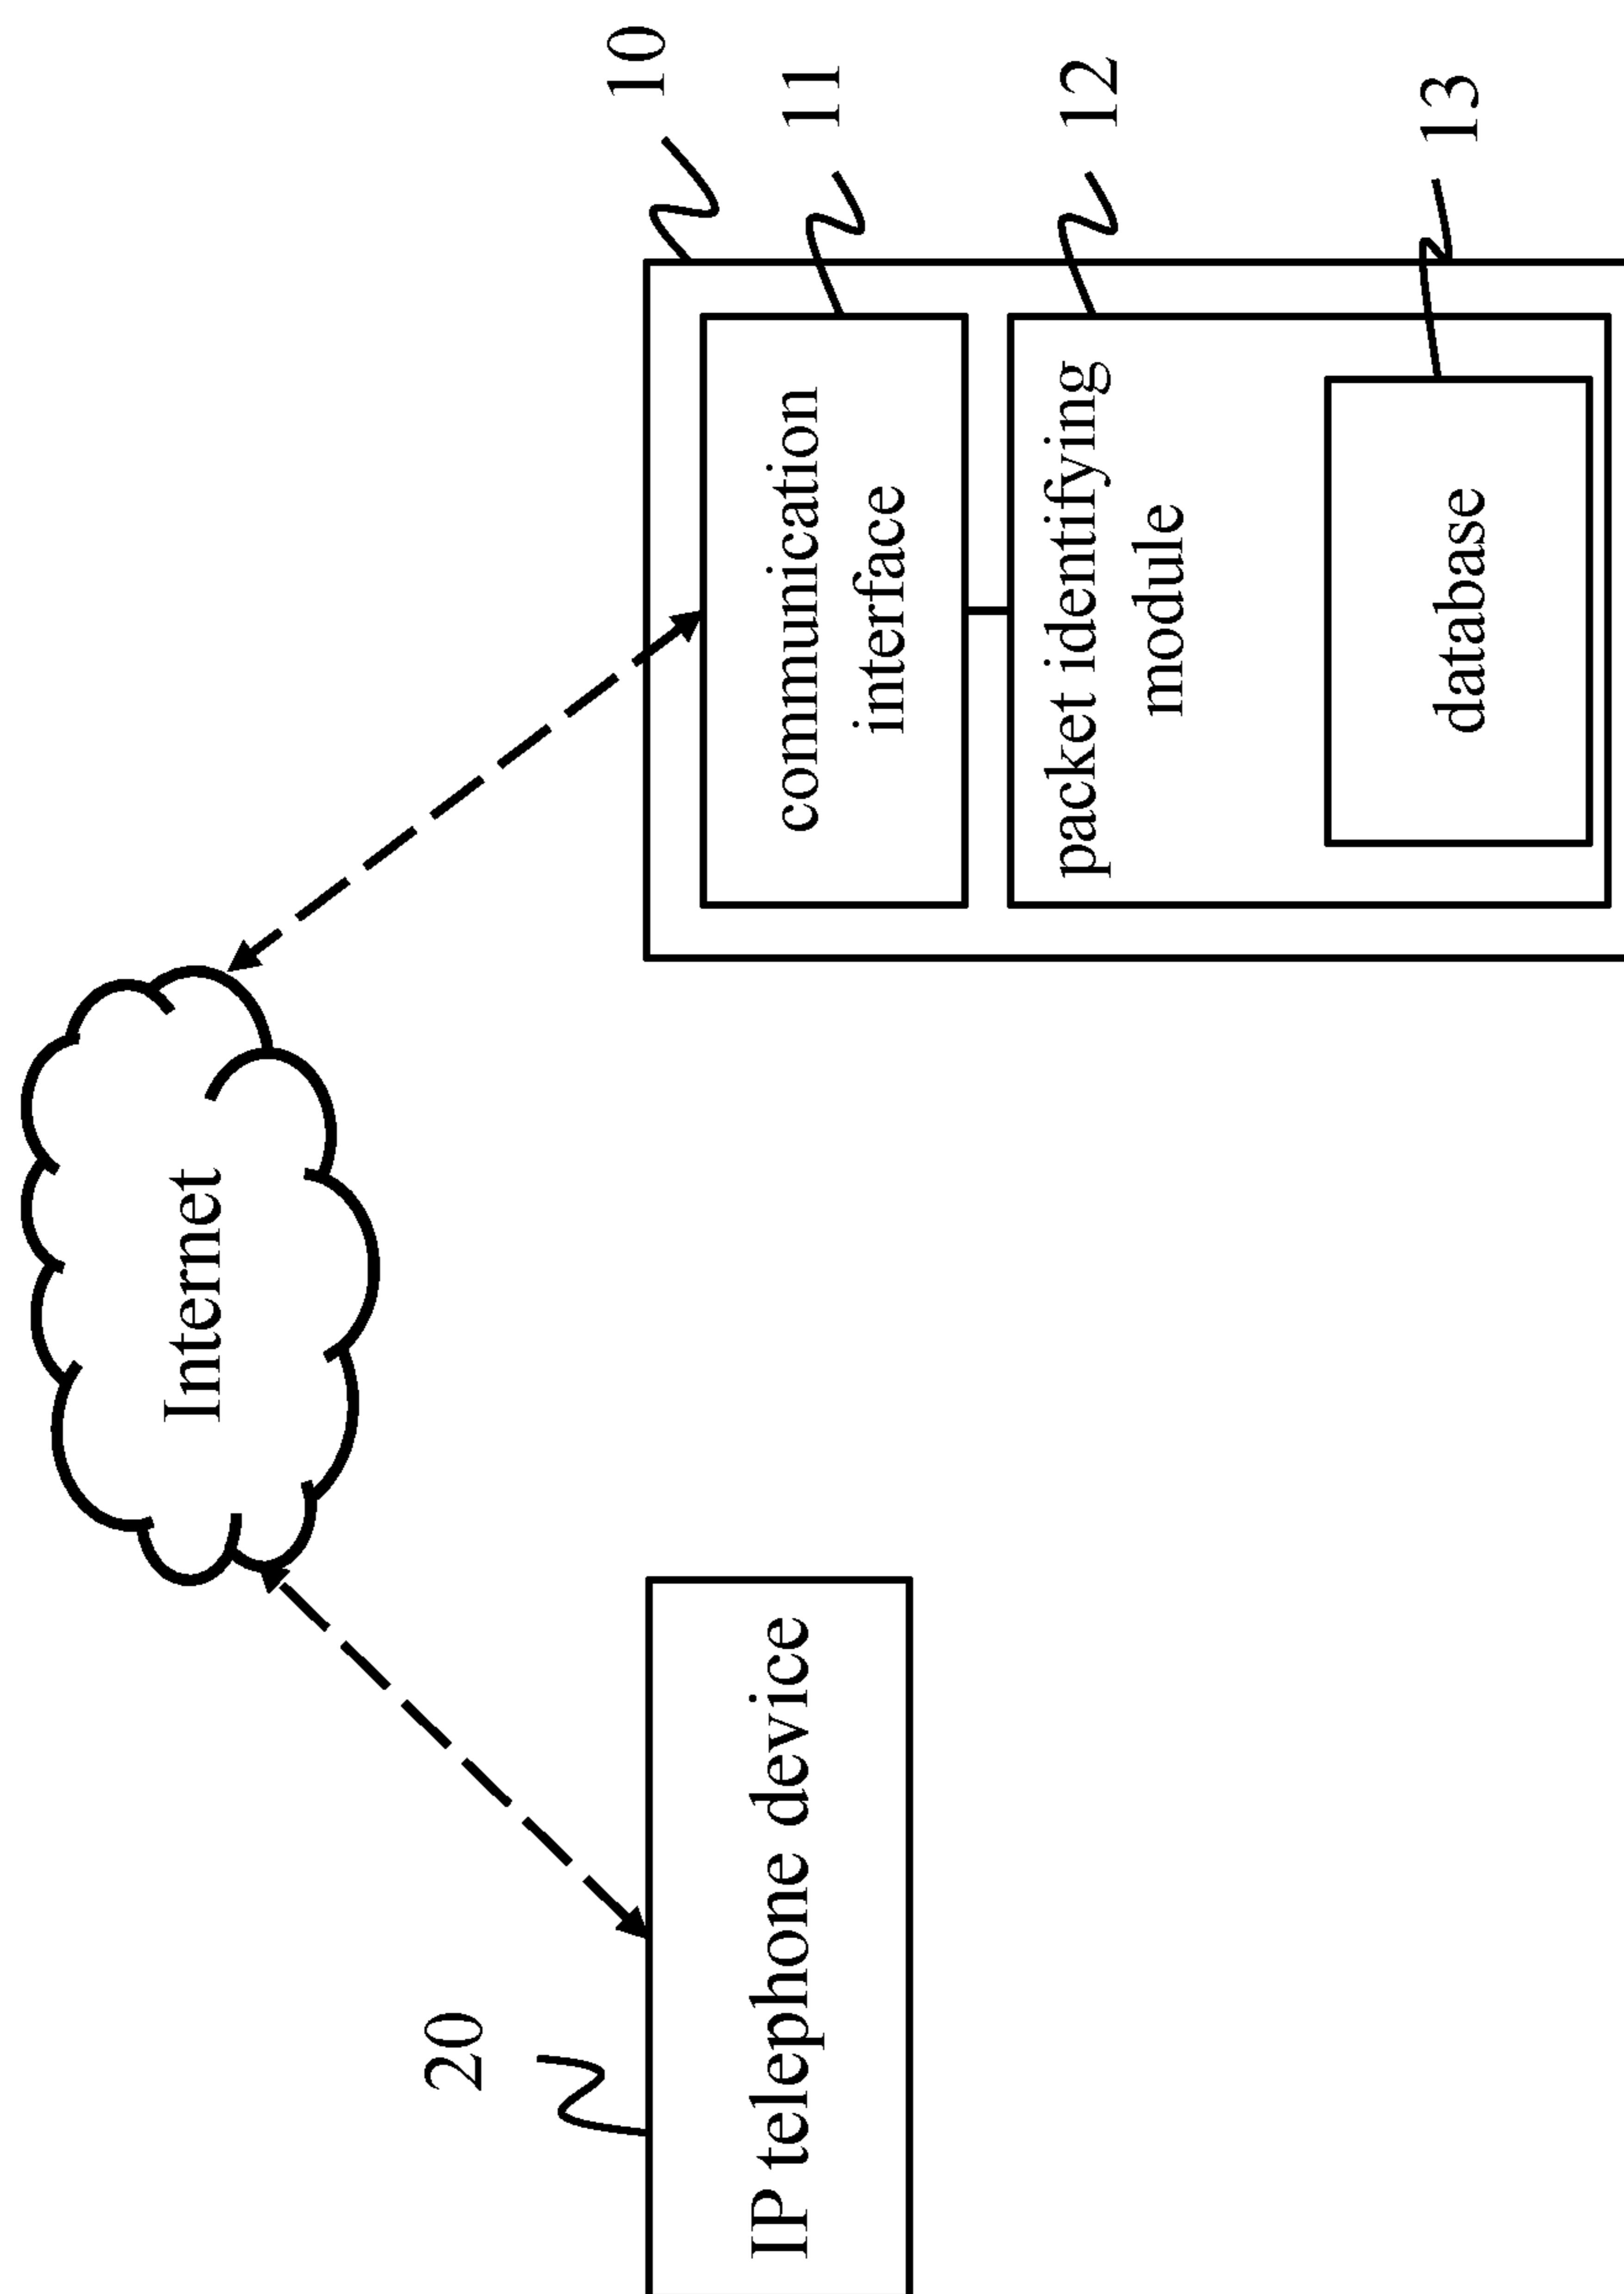 Internet
20
IP telephone device
10
communication
interface
11
packet identifying
module
12
database
13